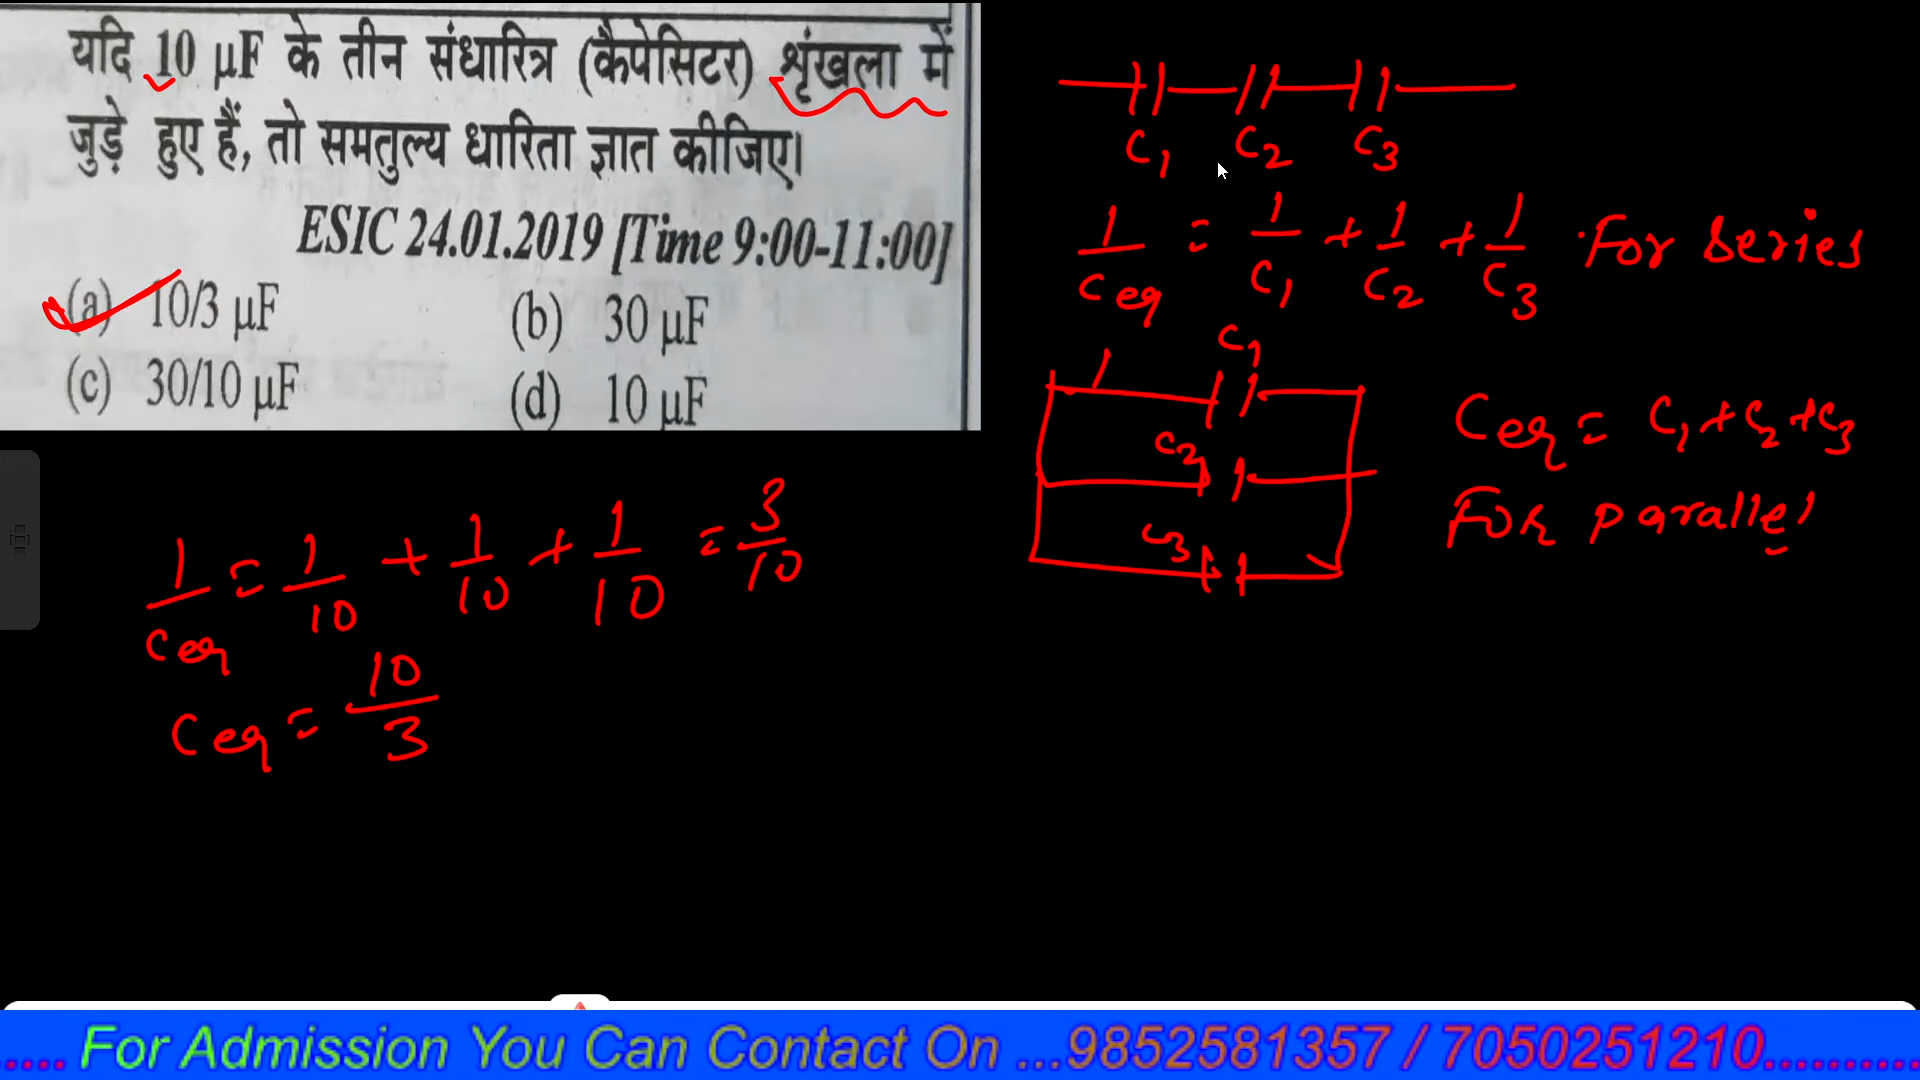 यदि 10 μF के तीन संधारित्र (कैपेसिटर) शृंखला में
जुड़े हुए हैं, तो समतुल्य धारिता ज्ञात कीजिए।
ESIC 24.01.2019 [Time 9:00-11:00]
(a) 10/3 μF (b) 30 μF
(c) 30/10 μF (d) 10 μF
C1 C2 C3
1/Ceq = 1/C1 + 1/C2 + 1/C3 For series
C1
C2
C3
Ceq = C1 + C2 + C3
For parallel
1/Ceq = 1/10 + 1/10 + 1/10 = 3/10
Ceq = 10/3
..... For Admission You Can Contact On ...9852581357 / 7050251210..........